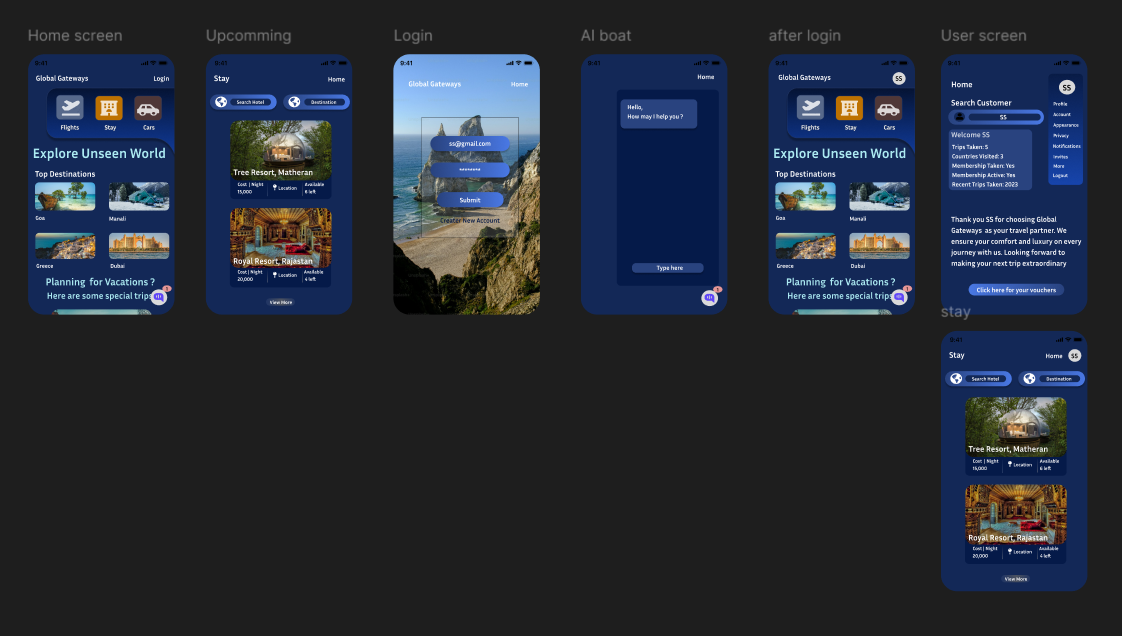 Home screen
9:41
Global Gateways
Login
Flights
Stay
Cars
Explore Unseen World
Top Destinations
Goa
Manali
Greece
Dubai
Planning for Vacations ?
Here are some special trips
Upcomming
9:41
Stay
Home
Search Hotel
Destination
Tree Resort, Matheran
Cost | Night
15,000
Location
Available
6 left
Royal Resort, Rajastan
Cost | Night
20,000
Location
Available
4 left
View More
Login
9:41
Global Gateways
Home
ss@gmail.com
********
Submit
Creater New Account
AI boat
9:41
Home
Hello,
How may I help you ?
Type here
after login
9:41
Global Gateways
SS
Flights
Stay
Cars
Explore Unseen World
Top Destinations
Goa
Manali
Greece
Dubai
Planning for Vacations ?
Here are some special trips
User screen
9:41
Home
SS
Search Customer
SS
Welcome SS
Trips Taken: 5
Countries Visited: 3
Membership Taken: Yes
Membership Active: Yes
Recent Trips Taken: 2023
Profile
Account
Appearance
Privacy
Notifications
Invites
More
Logout
Thank you SS for choosing Global
Gateways as your travel partner. We
ensure your comfort and luxury on every
journey with us. Looking forward to
making your next trip extraordinary
Click here for your vouchers
stay
9:41
Stay
Home
SS
Search Hotel
Destination
Tree Resort, Matheran
Cost | Night
15,000
Location
Available
6 left
Royal Resort, Rajastan
Cost | Night
20,000
Location
Available
4 left
View More